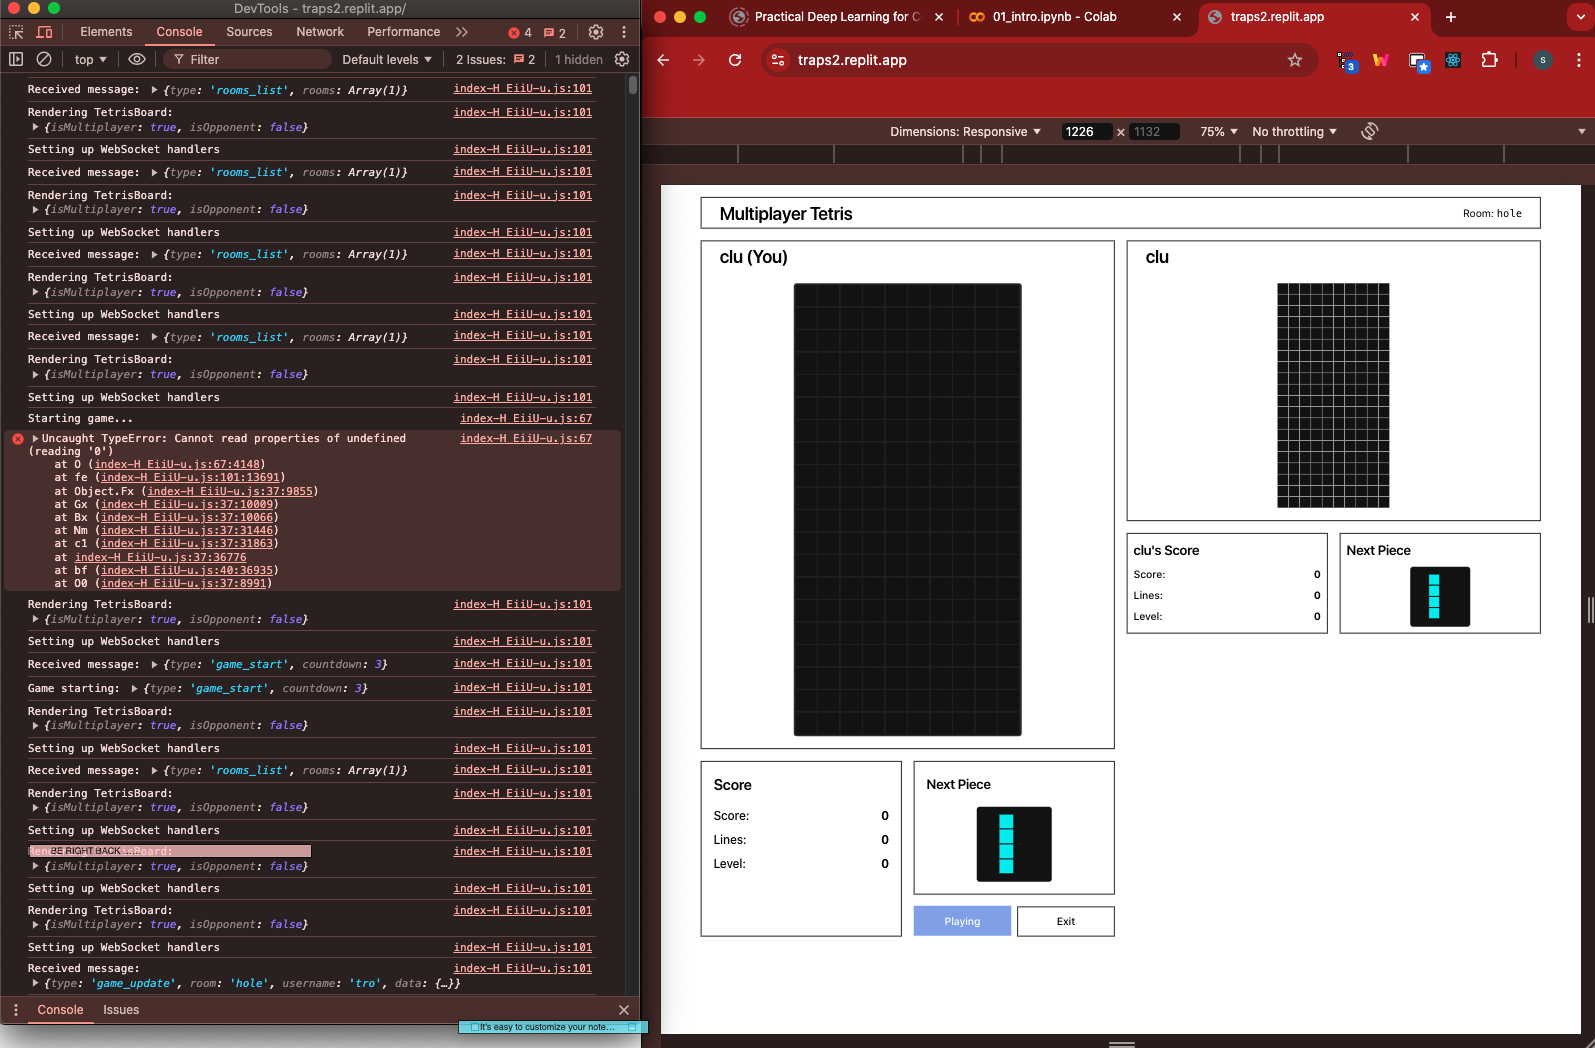 DevTools - traps2.replit.app/
Elements Console Sources Network Performance 4 2
top Filter Default levels 2 Issues: 2 1 hidden
Received message: {type: 'rooms_list', rooms: Array(1)} index-H_EiiU-u.js:101
Rendering TetrisBoard: index-H_EiiU-u.js:101
{isMultiplayer: true, isOpponent: false}
Setting up WebSocket handlers index-H_EiiU-u.js:101
Received message: {type: 'rooms_list', rooms: Array(1)} index-H_EiiU-u.js:101
Rendering TetrisBoard: index-H_EiiU-u.js:101
{isMultiplayer: true, isOpponent: false}
Setting up WebSocket handlers index-H_EiiU-u.js:101
Received message: {type: 'rooms_list', rooms: Array(1)} index-H_EiiU-u.js:101
Rendering TetrisBoard: index-H_EiiU-u.js:101
{isMultiplayer: true, isOpponent: false}
Setting up WebSocket handlers index-H_EiiU-u.js:101
Received message: {type: 'rooms_list', rooms: Array(1)} index-H_EiiU-u.js:101
Rendering TetrisBoard: index-H_EiiU-u.js:101
{isMultiplayer: true, isOpponent: false}
Setting up WebSocket handlers index-H_EiiU-u.js:101
Starting game... index-H_EiiU-u.js:67
Uncaught TypeError: Cannot read properties of undefined index-H_EiiU-u.js:67
(reading '0')
at O (index-H_EiiU-u.js:67:4148)
at fe (index-H_EiiU-u.js:101:13691)
at Object.Fx (index-H_EiiU-u.js:37:9855)
at Gx (index-H_EiiU-u.js:37:10009)
at Bx (index-H_EiiU-u.js:37:10066)
at Nm (index-H_EiiU-u.js:37:31446)
at c1 (index-H_EiiU-u.js:37:31863)
at index-H_EiiU-u.js:37:36776
at bf (index-H_EiiU-u.js:40:36935)
at O0 (index-H_EiiU-u.js:37:8991)
Rendering TetrisBoard: index-H_EiiU-u.js:101
{isMultiplayer: true, isOpponent: false}
Setting up WebSocket handlers index-H_EiiU-u.js:101
Received message: {type: 'game_start', countdown: 3} index-H_EiiU-u.js:101
Game starting: {type: 'game_start', countdown: 3} index-H_EiiU-u.js:101
Rendering TetrisBoard: index-H_EiiU-u.js:101
{isMultiplayer: true, isOpponent: false}
Setting up WebSocket handlers index-H_EiiU-u.js:101
Received message: {type: 'rooms_list', rooms: Array(1)} index-H_EiiU-u.js:101
Rendering TetrisBoard: index-H_EiiU-u.js:101
{isMultiplayer: true, isOpponent: false}
Setting up WebSocket handlers index-H_EiiU-u.js:101
BE RIGHT BACK index-H_EiiU-u.js:101
{isMultiplayer: true, isOpponent: false}
Setting up WebSocket handlers index-H_EiiU-u.js:101
Rendering TetrisBoard: index-H_EiiU-u.js:101
{isMultiplayer: true, isOpponent: false}
Setting up WebSocket handlers index-H_EiiU-u.js:101
Received message: index-H_EiiU-u.js:101
{type: 'game_update', room: 'hole', username: 'tro', data: {…}}
Console Issues
It's easy to customize your note...
Practical Deep Learning for C
01_intro.ipynb - Colab
traps2.replit.app
traps2.replit.app 3 S
Dimensions: Responsive 1226 × 1132 75% No throttling
Multiplayer Tetris Room: hole
clu (You)
Score
Score: 0
Lines: 0
Level: 0
Next Piece
Playing Exit
clu
clu's Score
Score: 0
Lines: 0
Level: 0
Next Piece